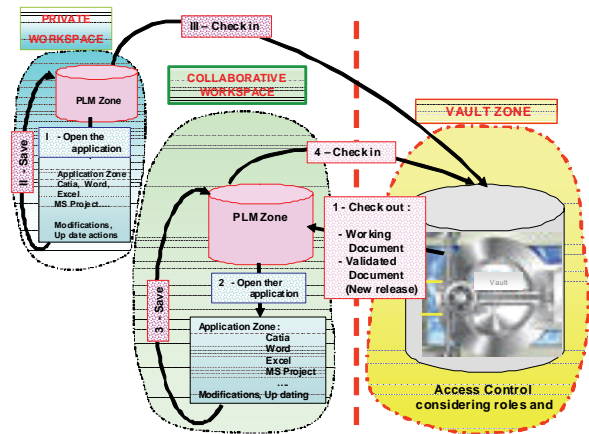 PRIVATE
WORKSPACE
III – Check in
PLM Zone
I - Open the
application
Application Zone
Catia, Word,
Excel
MS Project....
Modifications,
Up date actions
II - Save
COLLABORATIVE
WORKSPACE
4 – Check in
PLM Zone
2 - Open ther
application
Application Zone :
Catia
Word
Excel
MS Project
....
Modifications, Up dating
3 - Save
1 - Check out :
- Working
Document
- Validated
Document
(New release)
VAULT ZONE
Vault
Access Control
considering roles and